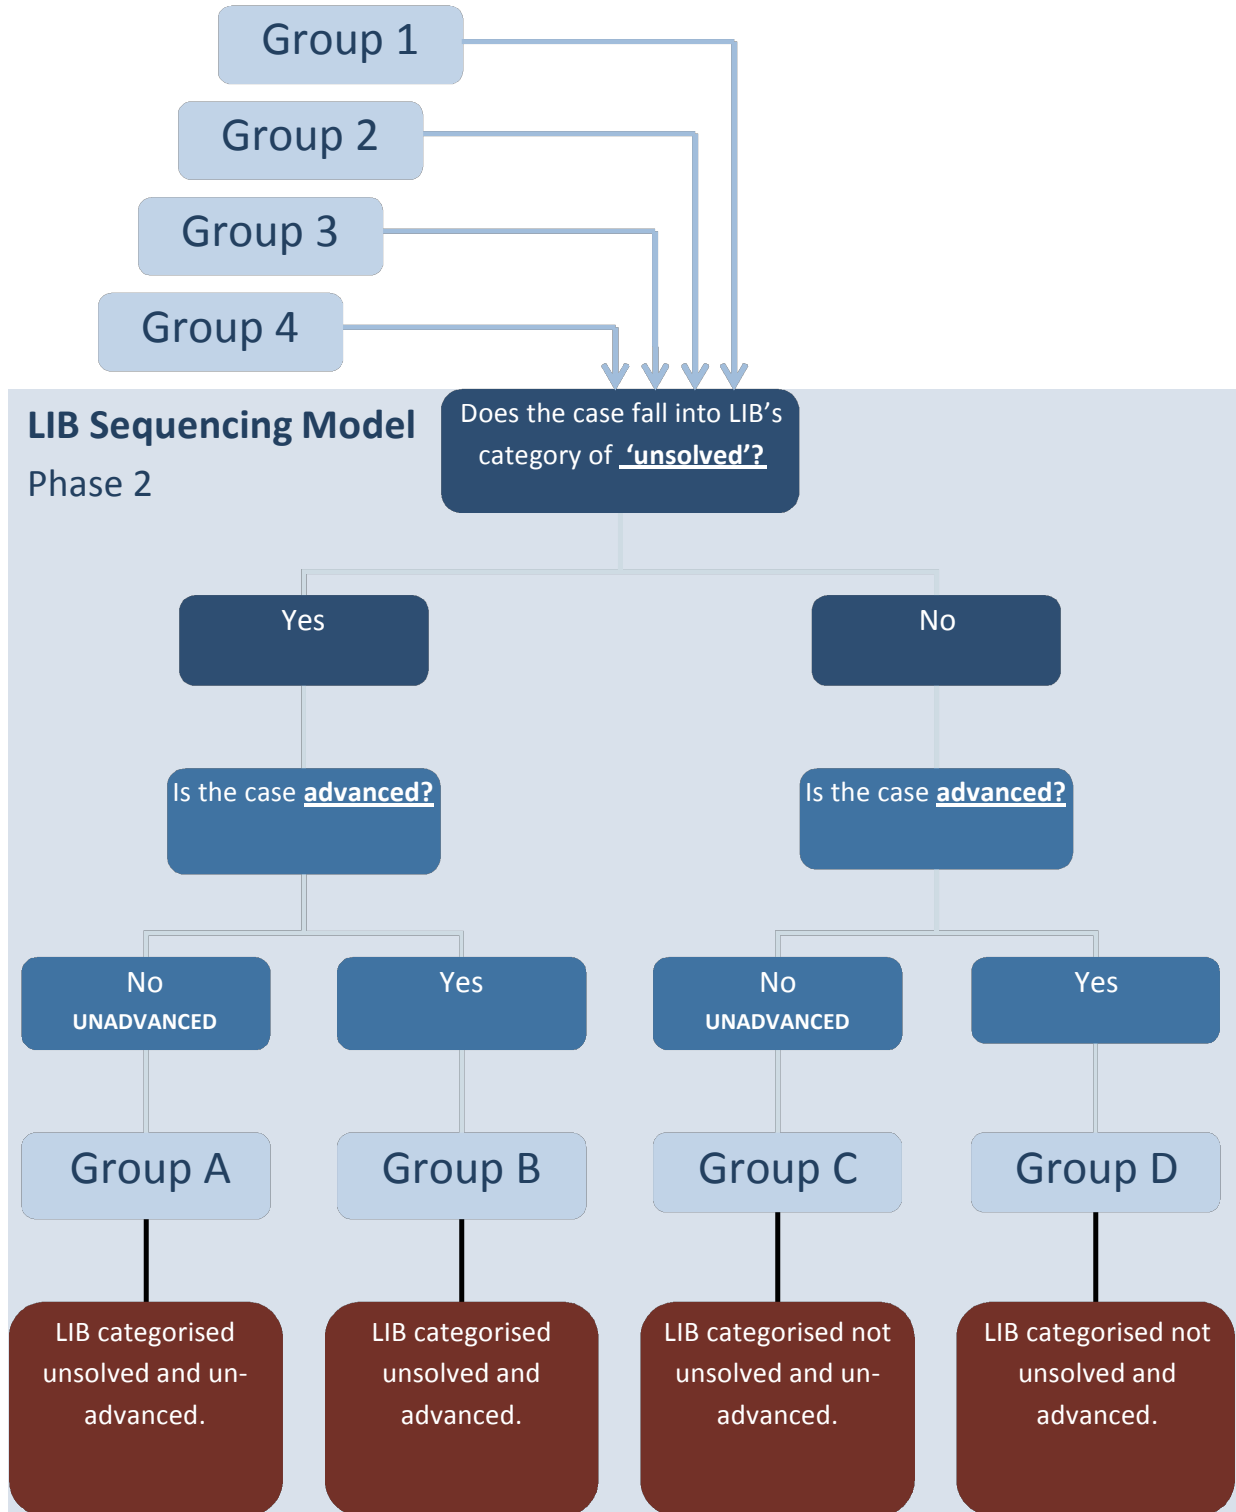 Group 1
Group 2
Group 3
Group 4
LIB Sequencing Model
Phase 2
Does the case fall into LIB’s
category of ‘unsolved’?
Yes
No
Is the case advanced?
Is the case advanced?
No
UNADVANCED
Yes
No
UNADVANCED
Yes
Group A
Group B
Group C
Group D
LIB categorised
unsolved and un-
advanced.
LIB categorised
unsolved and
advanced.
LIB categorised not
unsolved and un-
advanced.
LIB categorised not
unsolved and
advanced.